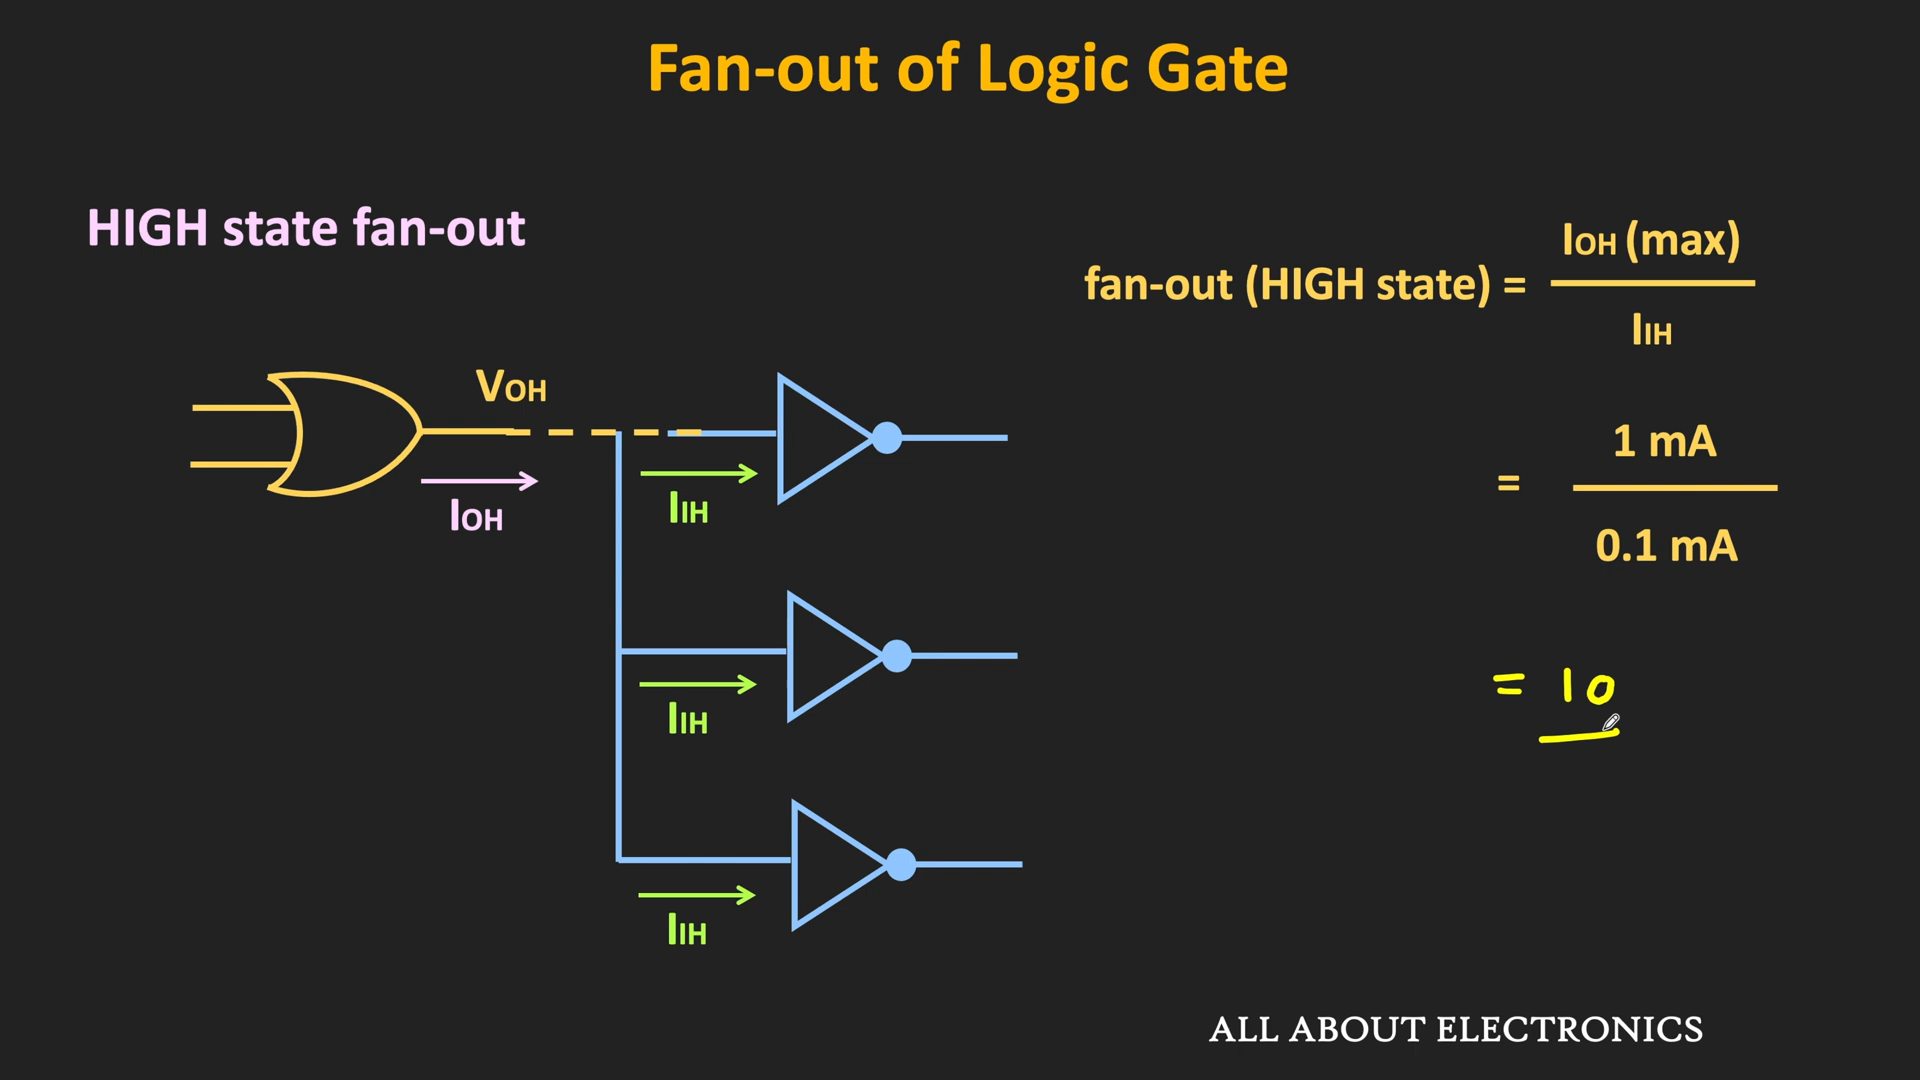 Fan-out of Logic Gate
HIGH state fan-out
fan-out (HIGH state) = IOH (max)
IIH
= 1 mA
0.1 mA
= 10
VOH
IOH
IIH
IIH
IIH
ALL ABOUT ELECTRONICS